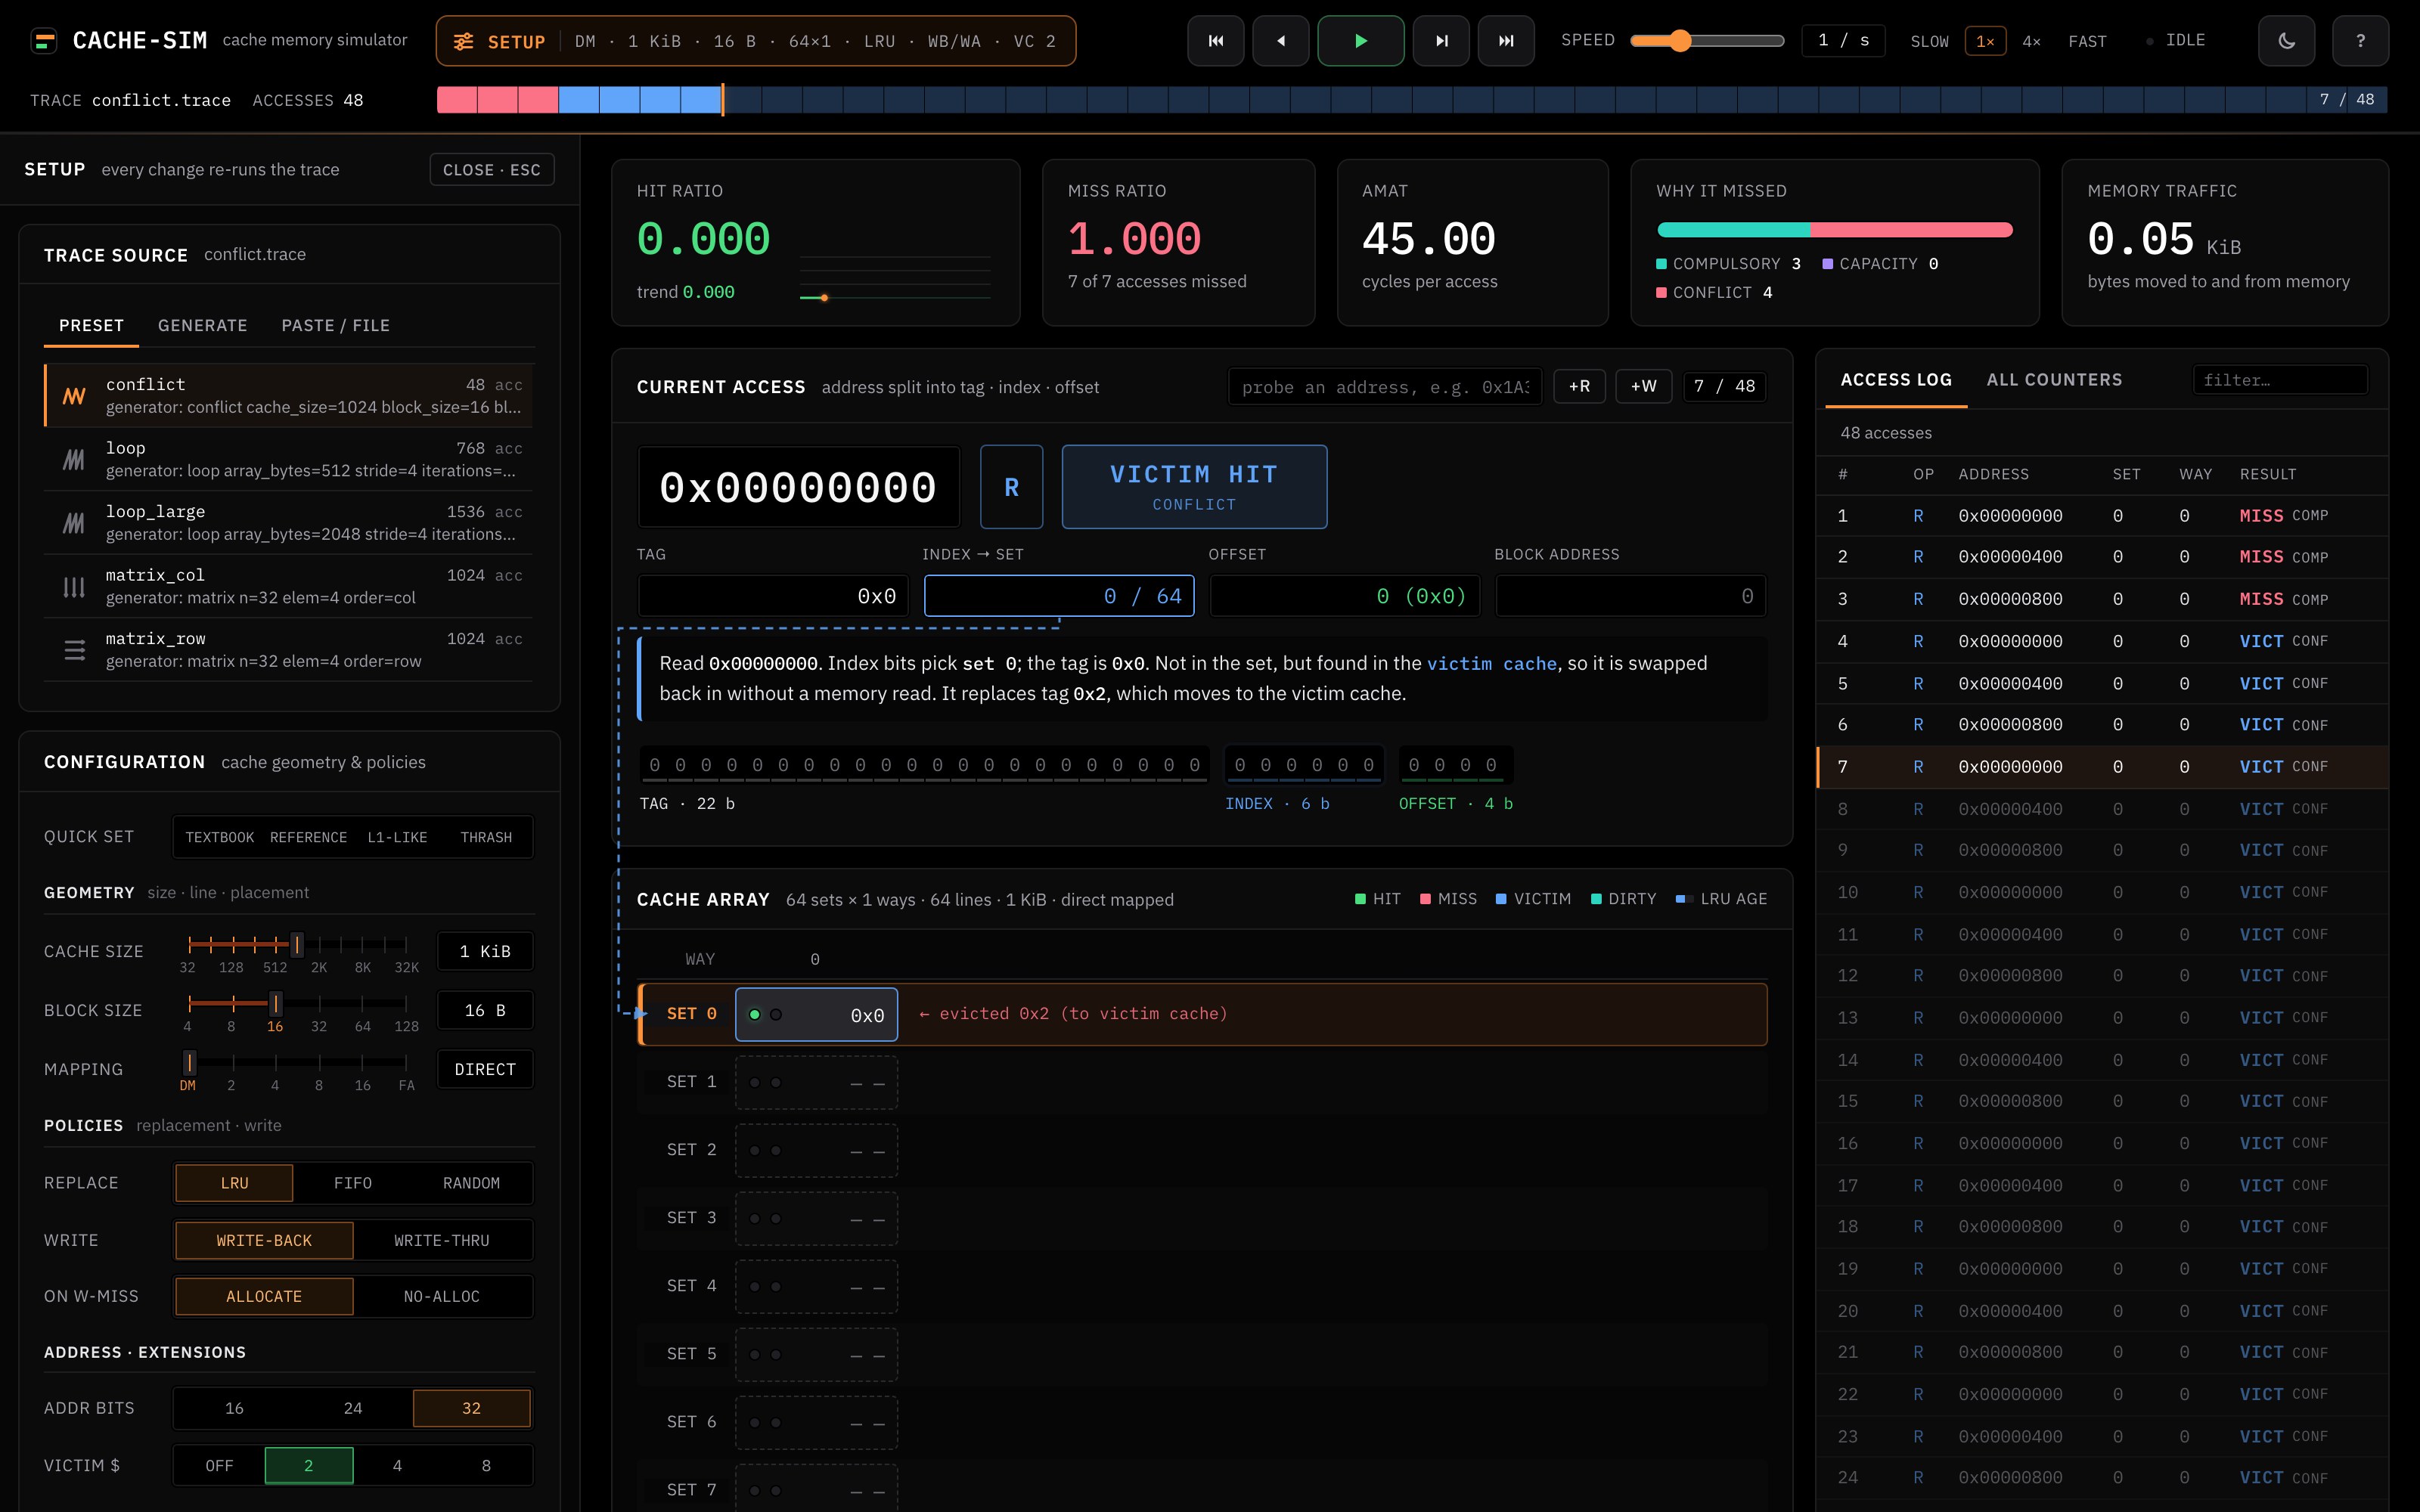 CACHE-SIM cache memory simulator
SETUP DM · 1 KiB · 16 B · 64×1 · LRU · WB/WA · VC 2
SPEED 1 / s SLOW 1× 4× FAST IDLE ?
TRACE conflict.trace ACCESSES 48
7 / 48
SETUP every change re-runs the trace CLOSE · ESC
TRACE SOURCE conflict.trace
PRESET GENERATE PASTE / FILE
conflict 48 acc
generator: conflict cache_size=1024 block_size=16 bl...
loop 768 acc
generator: loop array_bytes=512 stride=4 iterations=...
loop_large 1536 acc
generator: loop array_bytes=2048 stride=4 iterations...
matrix_col 1024 acc
generator: matrix n=32 elem=4 order=col
matrix_row 1024 acc
generator: matrix n=32 elem=4 order=row
CONFIGURATION cache geometry & policies
QUICK SET TEXTBOOK REFERENCE L1-LIKE THRASH
GEOMETRY size · line · placement
CACHE SIZE 1 KiB
32 128 512 2K 8K 32K
BLOCK SIZE 16 B
4 8 16 32 64 128
MAPPING DIRECT
DM 2 4 8 16 FA
POLICIES replacement · write
REPLACE LRU FIFO RANDOM
WRITE WRITE-BACK WRITE-THRU
ON W-MISS ALLOCATE NO-ALLOC
ADDRESS · EXTENSIONS
ADDR BITS 16 24 32
VICTIM $ OFF 2 4 8
HIT RATIO
0.000
trend 0.000
MISS RATIO
1.000
7 of 7 accesses missed
AMAT
45.00
cycles per access
WHY IT MISSED
COMPULSORY 3 CAPACITY 0
CONFLICT 4
MEMORY TRAFFIC
0.05 KiB
bytes moved to and from memory
CURRENT ACCESS address split into tag · index · offset
probe an address, e.g. 0x1A3 +R +W 7 / 48
0x00000000 R VICTIM HIT
CONFLICT
TAG INDEX → SET OFFSET BLOCK ADDRESS
0x0 0 / 64 0 (0x0) 0
Read 0x00000000. Index bits pick set 0; the tag is 0x0. Not in the set, but found in the victim cache, so it is swapped
back in without a memory read. It replaces tag 0x2, which moves to the victim cache.
0 0 0 0 0 0 0 0 0 0 0 0 0 0 0 0 0 0 0 0 0 0 0 0 0 0 0 0 0 0 0 0
TAG · 22 b INDEX · 6 b OFFSET · 4 b
CACHE ARRAY 64 sets × 1 ways · 64 lines · 1 KiB · direct mapped
HIT MISS VICTIM DIRTY LRU AGE
WAY 0
SET 0 0x0 ← evicted 0x2 (to victim cache)
SET 1 — —
SET 2 — —
SET 3 — —
SET 4 — —
SET 5 — —
SET 6 — —
SET 7 — —
ACCESS LOG ALL COUNTERS filter…
48 accesses
# OP ADDRESS SET WAY RESULT
1 R 0x00000000 0 0 MISS COMP
2 R 0x00000400 0 0 MISS COMP
3 R 0x00000800 0 0 MISS COMP
4 R 0x00000000 0 0 VICT CONF
5 R 0x00000400 0 0 VICT CONF
6 R 0x00000800 0 0 VICT CONF
7 R 0x00000000 0 0 VICT CONF
8 R 0x00000400 0 0 VICT CONF
9 R 0x00000800 0 0 VICT CONF
10 R 0x00000000 0 0 VICT CONF
11 R 0x00000400 0 0 VICT CONF
12 R 0x00000800 0 0 VICT CONF
13 R 0x00000000 0 0 VICT CONF
14 R 0x00000400 0 0 VICT CONF
15 R 0x00000800 0 0 VICT CONF
16 R 0x00000000 0 0 VICT CONF
17 R 0x00000400 0 0 VICT CONF
18 R 0x00000800 0 0 VICT CONF
19 R 0x00000000 0 0 VICT CONF
20 R 0x00000400 0 0 VICT CONF
21 R 0x00000800 0 0 VICT CONF
22 R 0x00000000 0 0 VICT CONF
23 R 0x00000400 0 0 VICT CONF
24 R 0x00000800 0 0 VICT CONF